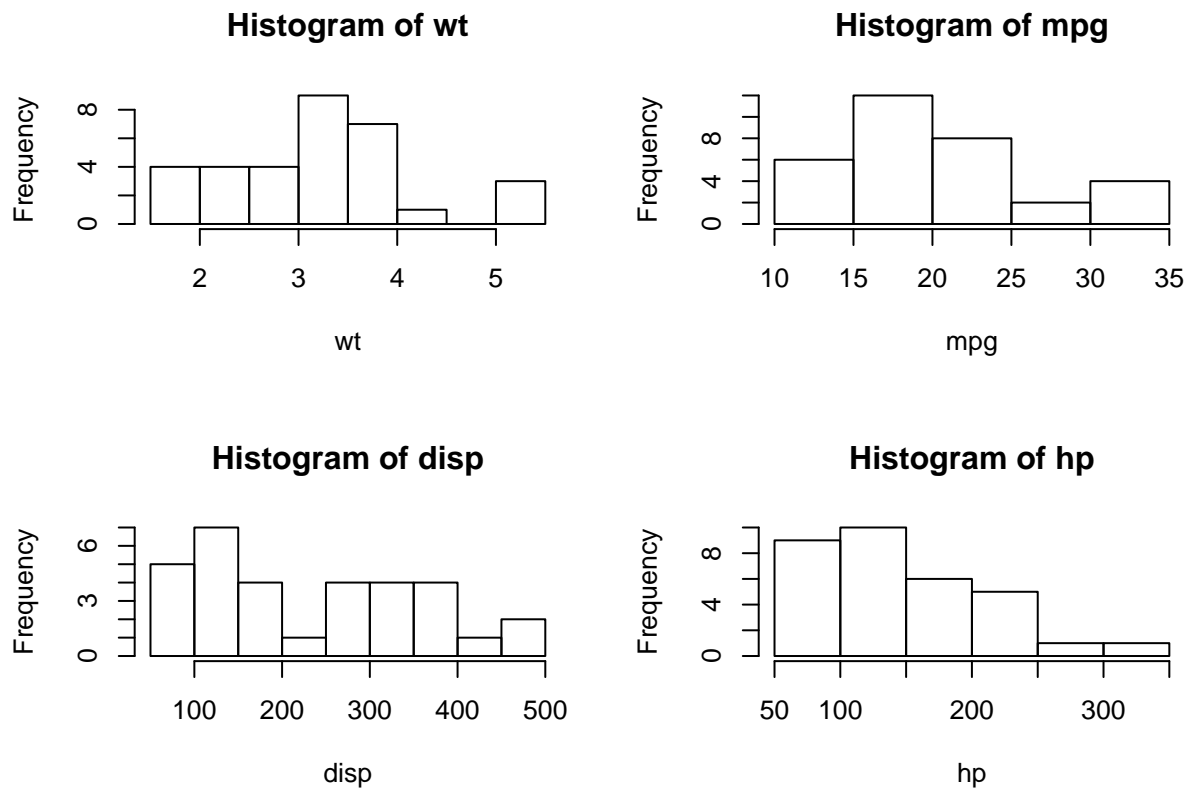 Histogram of wt
Frequency
0 4 8
2 3 4 5
wt
Histogram of mpg
Frequency
0 4 8
10 15 20 25 30 35
mpg
Histogram of disp
Frequency
0 3 6
100 200 300 400 500
disp
Histogram of hp
Frequency
0 4 8
50 100 200 300
hp